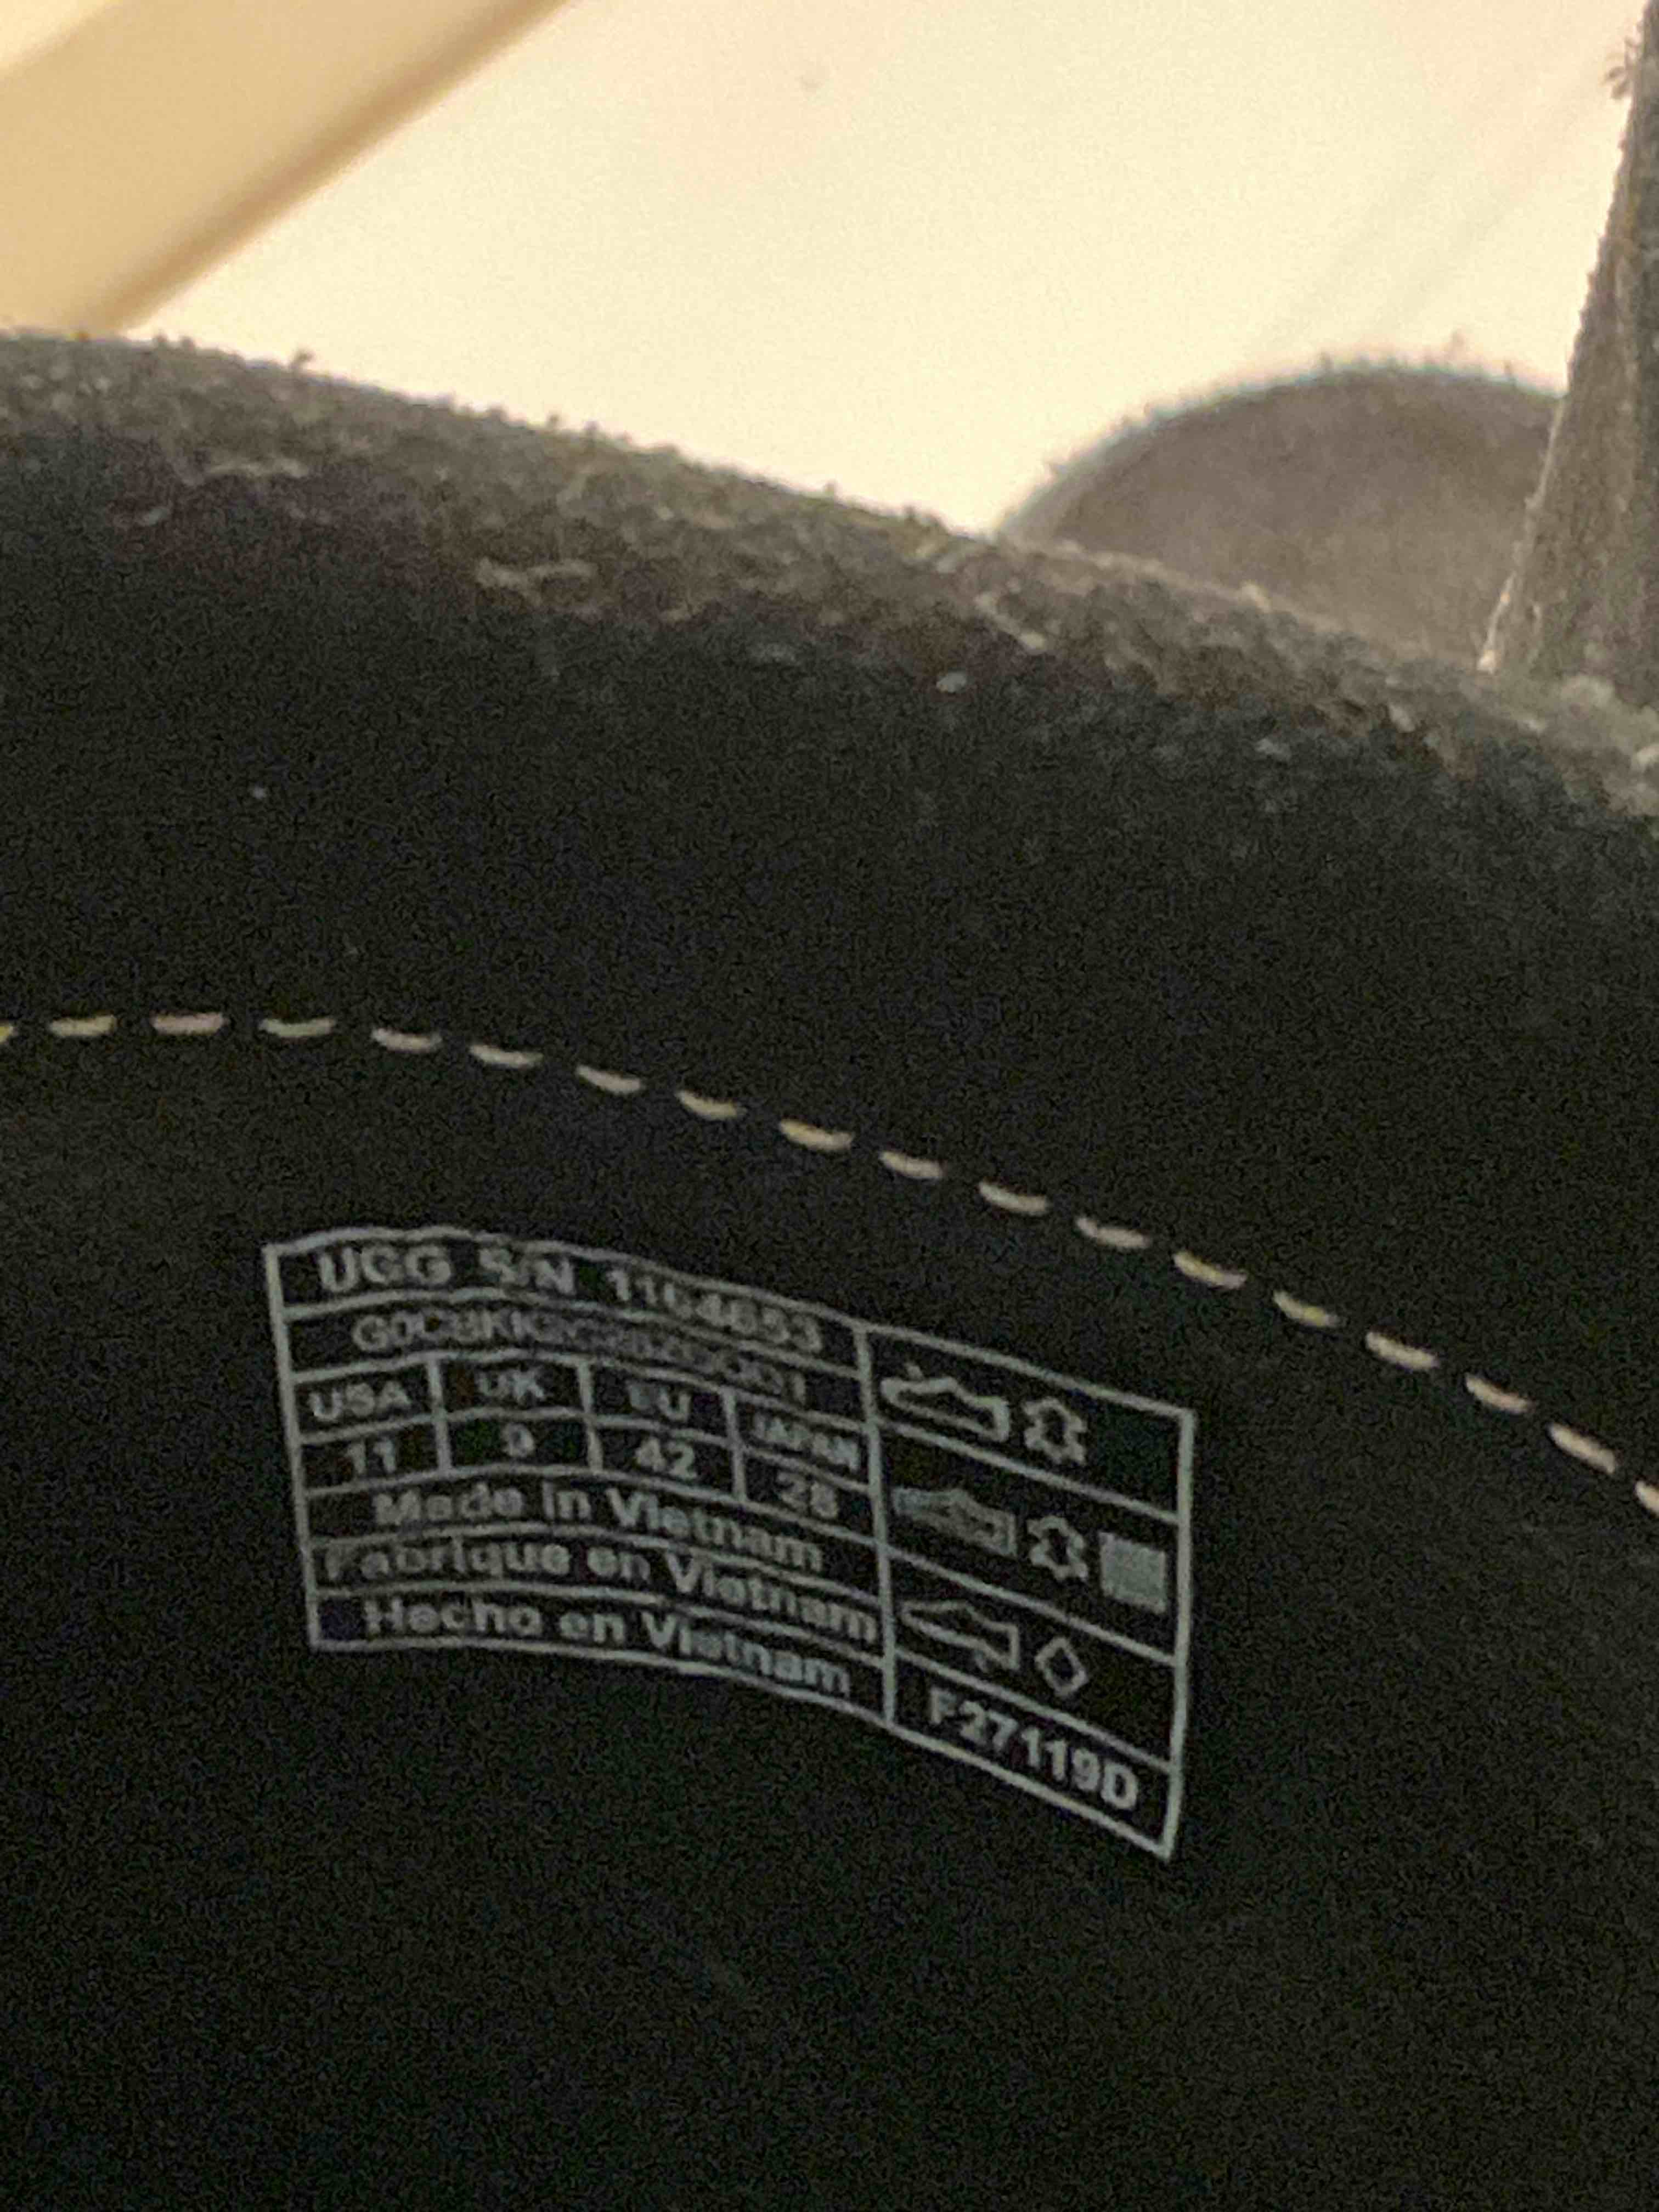 UGG S/N 1164653
USA UK EU JAPAN
11 9 42 28
Made in Vietnam
Fabrique en Vietnam
Hecho en Vietnam
F27119D